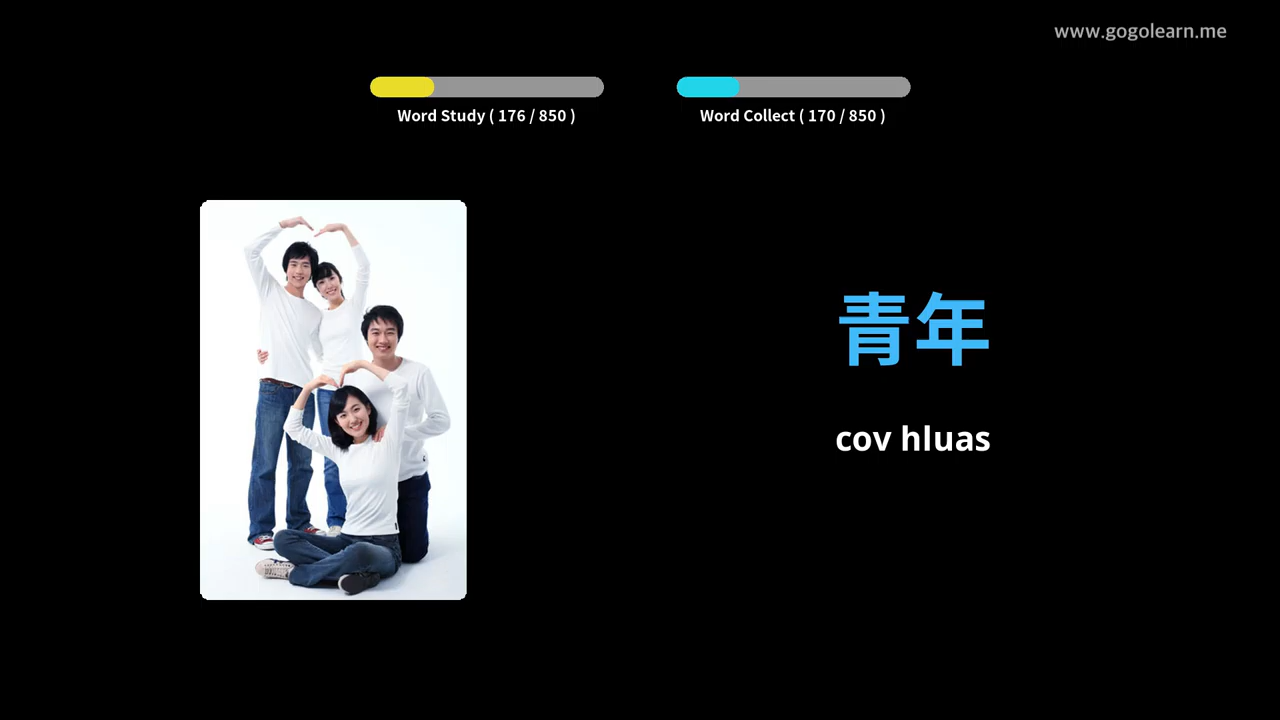 www.gogolearn.me
Word Study ( 176 / 850 )
Word Collect ( 170 / 850 )
青年
cov hluas